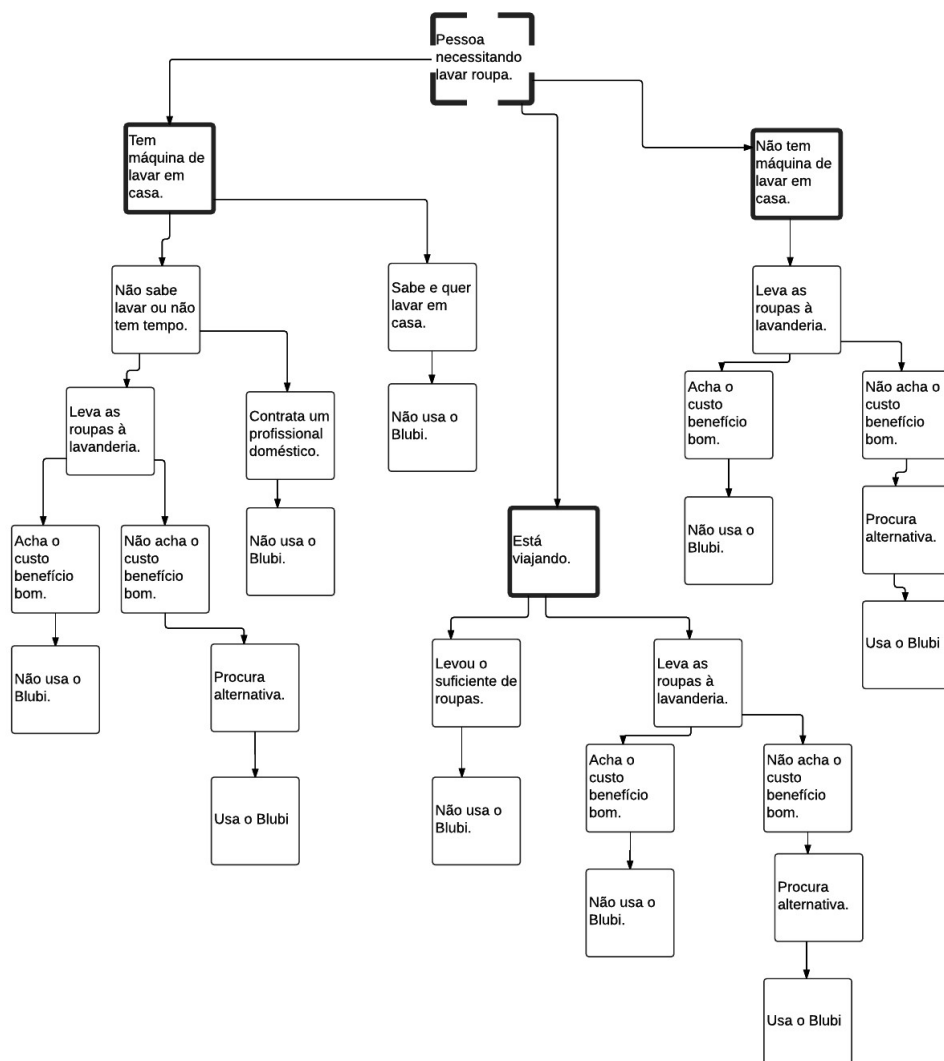 Pessoa
necessitando
lavar roupa.
Tem
máquina de
lavar em
casa.
Não tem
máquina de
lavar em
casa.
Não sabe
lavar ou não
tem tempo.
Sabe e quer
lavar em
casa.
Leva as
roupas à
lavanderia.
Leva as
roupas à
lavanderia.
Contrata um
profissional
doméstico.
Não usa o
Blubi.
Acha o
custo
benefício
bom.
Não acha o
custo
benefício
bom.
Acha o
custo
benefício
bom.
Não acha o
custo
benefício
bom.
Não usa o
Blubi.
Está
viajando.
Não usa o
Blubi.
Procura
alternativa.
Não usa o
Blubi.
Procura
alternativa.
Levou o
suficiente de
roupas.
Leva as
roupas à
lavanderia.
Usa o Blubi
Usa o Blubi
Não usa o
Blubi.
Acha o
custo
benefício
bom.
Não acha o
custo
benefício
bom.
Não usa o
Blubi.
Procura
alternativa.
Usa o Blubi